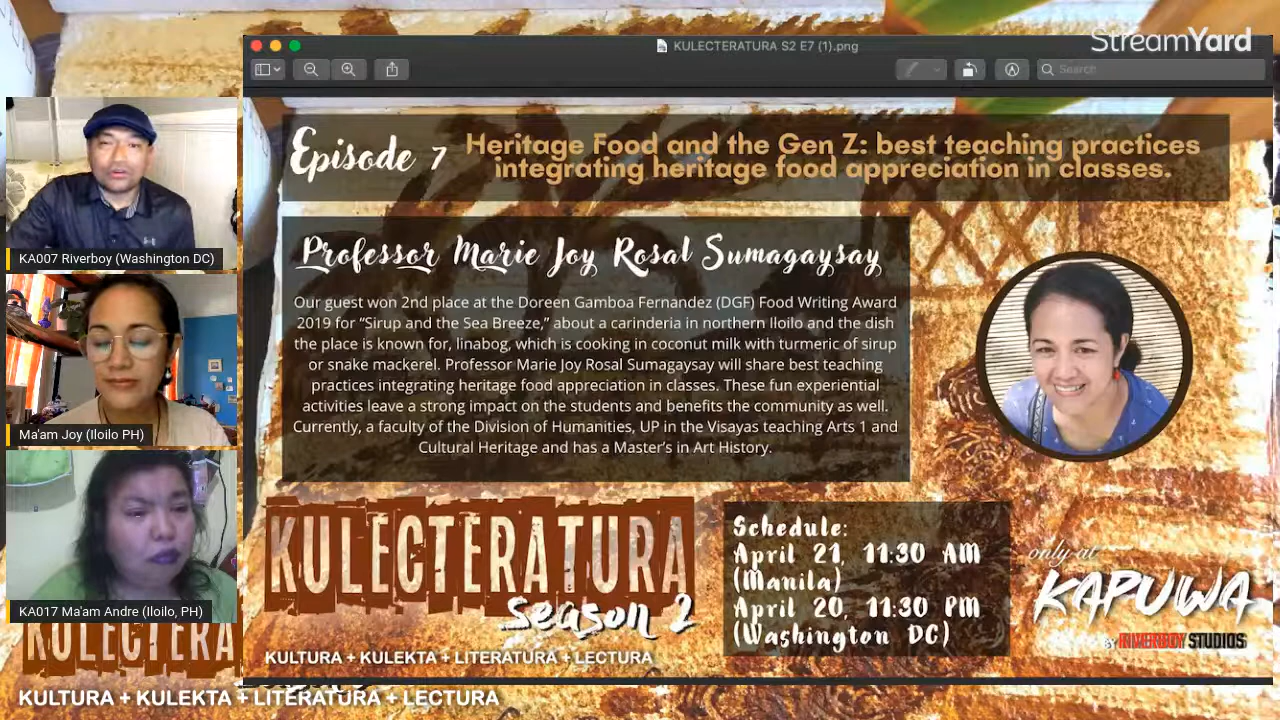 StreamYard
KULECTERATURA S2 E7 (1).png
Search
Episode 7
Heritage Food and the Gen Z: best teaching practices
integrating heritage food appreciation in classes.
Professor Marie Joy Rosal Sumagaysay
Our guest won 2nd place at the Doreen Gamboa Fernandez (DGF) Food Writing Award
2019 for “Sirup and the Sea Breeze,” about a carinderia in northern Iloilo and the dish
the place is known for, linabog, which is cooking in coconut milk with turmeric of sirup
or snake mackerel. Professor Marie Joy Rosal Sumagaysay will share best teaching
practices integrating heritage food appreciation in classes. These fun experiential
activities leave a strong impact on the students and benefits the community as well.
Currently, a faculty of the Division of Humanities, UP in the Visayas teaching Arts 1 and
Cultural Heritage and has a Master’s in Art History.
KA007 Riverboy (Washington DC)
Ma'am Joy (Iloilo PH)
KA017 Ma'am Andre (Iloilo, PH)
KULECTERATURA
Season 2
KULTURA + KULEKTA + LITERATURA + LECTURA
Schedule:
April 21, 11:30 AM
(Manila)
April 20, 11:30 PM
(Washington DC)
only at
KAPUWA
BY RIVERBOY STUDIOS
KULECTERA
KULTURA + KULEKTA + LITERATURA + LECTURA